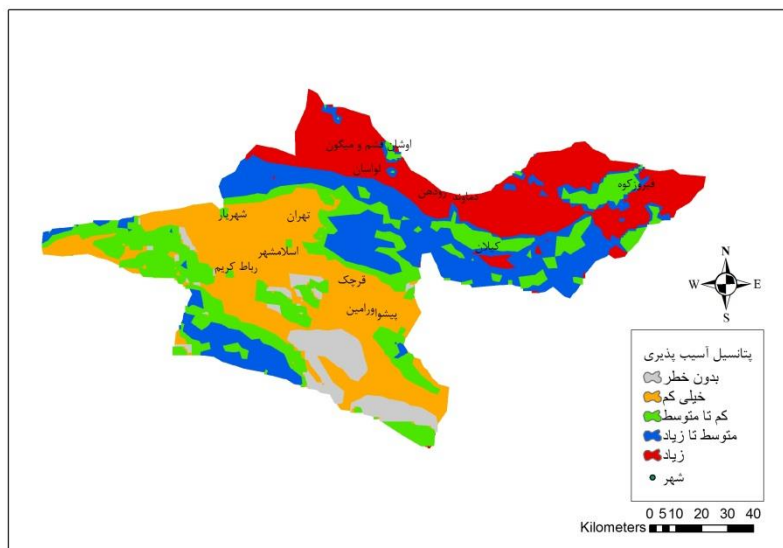 اوشان فشم و میگون
لواسان
رودهن
دماوند
فیروزکوه
شهریار
تهران
کیلان
اسلامشهر
رباط کریم
قرچک
پیشوا
ورامین
N
W
E
S
پتانسیل آسیب پذیری
بدون خطر
خیلی کم
کم تا متوسط
متوسط تا زیاد
زیاد
شهر
0 5 10 20 30 40
Kilometers